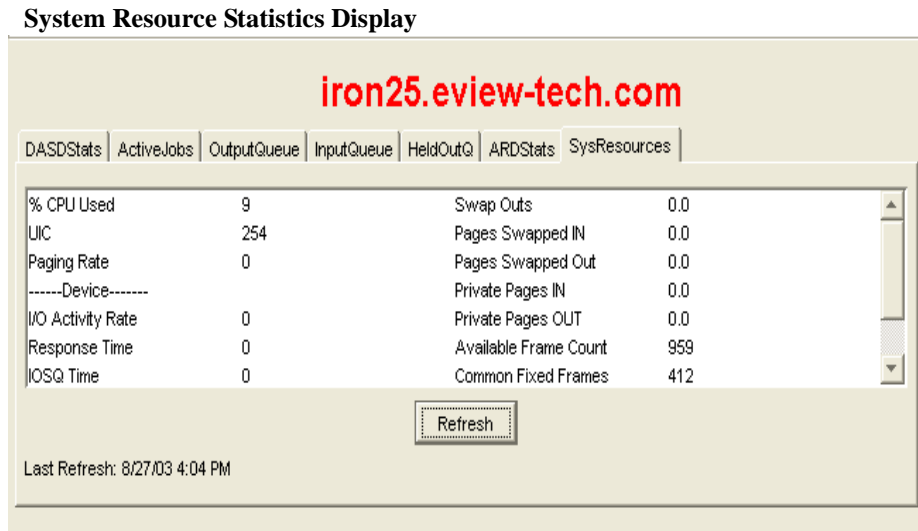 System Resource Statistics Display
iron25.eview-tech.com
DASDStats ActiveJobs OutputQueue InputQueue HeldOutQ ARDStats SysResources
% CPU Used 9 Swap Outs 0.0
UIC 254 Pages Swapped IN 0.0
Paging Rate 0 Pages Swapped Out 0.0
------Device------- Private Pages IN 0.0
I/O Activity Rate 0 Private Pages OUT 0.0
Response Time 0 Available Frame Count 959
IOSQ Time 0 Common Fixed Frames 412
Refresh
Last Refresh: 8/27/03 4:04 PM